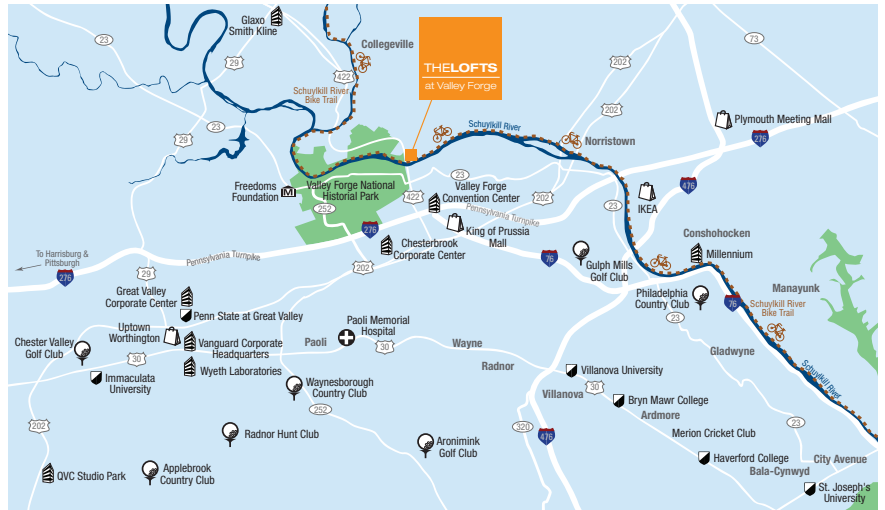 Glaxo
Smith Kline
23
29
Collegeville
422
Schuylkill River
Bike Trail
THELOFTS
at Valley Forge
202
73
202
Plymouth Meeting Mall
276
29
23
Schuylkill River
Norristown
Freedoms
Foundation
M
Valley Forge National
Historial Park
252
422
23
Valley Forge
Convention Center
202
476
IKEA
23
Pennsylvania Turnpike
King of Prussia
Mall
276
Chesterbrook
Corporate Center
To Harrisburg &
Pittsburgh
276
Pennsylvania Turnpike
202
76
Gulph Mills
Golf Club
Conshohocken
Millennium
29
Great Valley
Corporate Center
Penn State at Great Valley
Philadelphia
Country Club
76
Manayunk
Schuylkill River
Bike Trail
23
Uptown
Worthington
Vanguard Corporate
Headquarters
Paoli
Paoli Memorial
Hospital
30
Wayne
Gladwyne
Chester Valley
Golf Club
30
Wyeth Laboratories
Immaculata
University
Radnor
Villanova University
Schuylkill River
Waynesborough
Country Club
Villanova
30
Bryn Mawr College
252
Ardmore
202
Radnor Hunt Club
Aronimink
Golf Club
320
476
Merion Cricket Club
23
Haverford College
City Avenue
Bala-Cynwyd
QVC Studio Park
Applebrook
Country Club
St. Joseph's
University